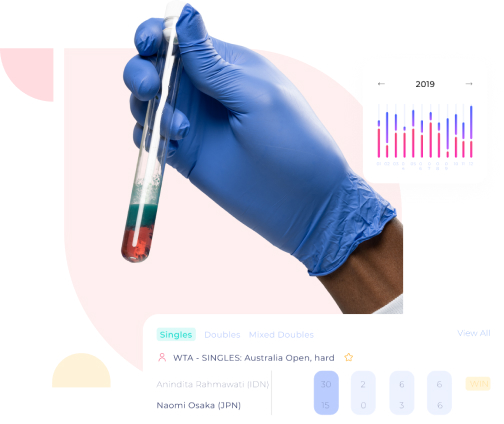 ← 2019 →
Singles Doubles Mixed Doubles View All
WTA - SINGLES: Australia Open, hard
Anindita Rahmawati (IDN) 30 2 6 6 WIN
Naomi Osaka (JPN) 15 0 3 6